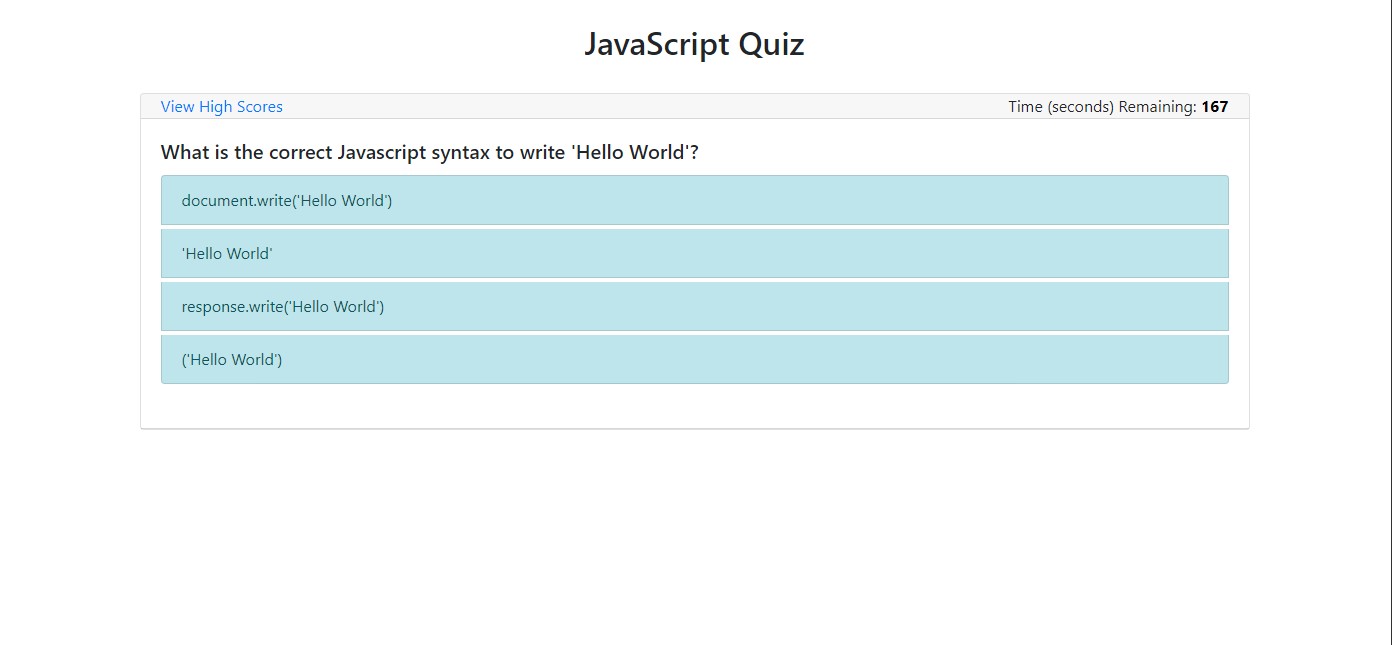 JavaScript Quiz
View High Scores
Time (seconds) Remaining: 167
What is the correct Javascript syntax to write 'Hello World'?
document.write('Hello World')
'Hello World'
response.write('Hello World')
('Hello World')